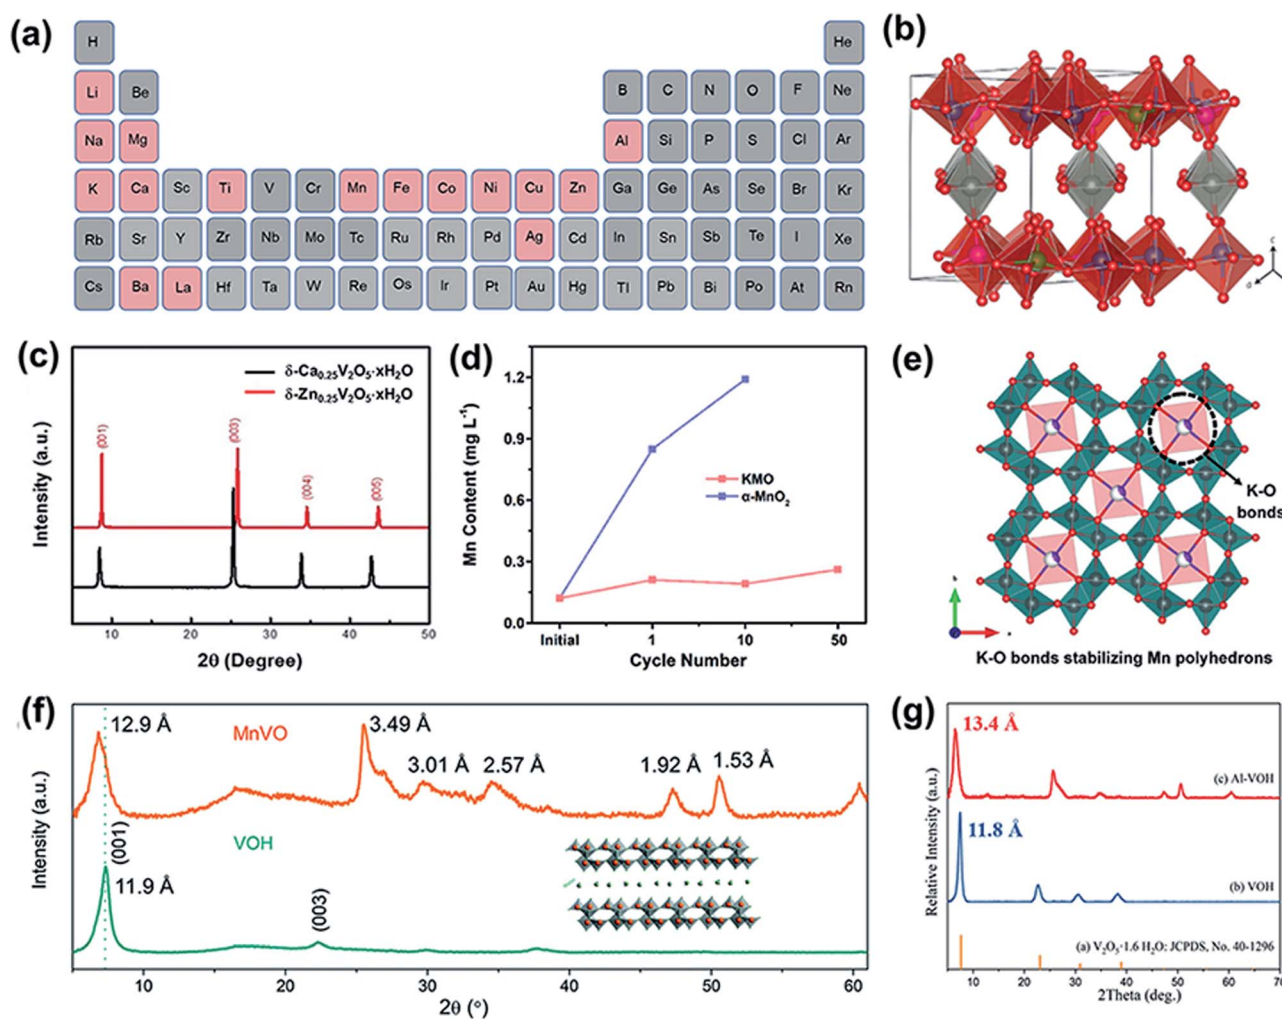 (a)
H He
Li Be B C N O F Ne
Na Mg Al Si P S Cl Ar
K Ca Sc Ti V Cr Mn Fe Co Ni Cu Zn Ga Ge As Se Br Kr
Rb Sr Y Zr Nb Mo Tc Ru Rh Pd Ag Cd In Sn Sb Te I Xe
Cs Ba La Hf Ta W Re Os Ir Pt Au Hg Tl Pb Bi Po At Rn
(b)
c
(c)
δ-Ca₀.₂₅V₂O₅·xH₂O
δ-Zn₀.₂₅V₂O₅·xH₂O
(001)
(003)
(004)
(005)
Intensity (a.u.)
10 20 30 40 50
2θ (Degree)
(d)
1.2
0.9
0.6
0.3
0.0
Mn Content (mg L⁻¹)
KMO
α-MnO₂
Initial 1 10 50
Cycle Number
(e)
K-O
bonds
K-O bonds stabilizing Mn polyhedrons
(f)
12.9 Å
MnVO
3.49 Å
3.01 Å
2.57 Å
1.92 Å
1.53 Å
VOH
(001)
11.9 Å
(003)
Intensity (a.u.)
10 20 30 40 50 60
2θ (°)
(g)
13.4 Å
(c) Al-VOH
11.8 Å
(b) VOH
(a) V₂O₅·1.6 H₂O: JCPDS, No. 40-1296
Relative Intensity (a.u.)
10 20 30 40 50 60 70
2Theta (deg.)